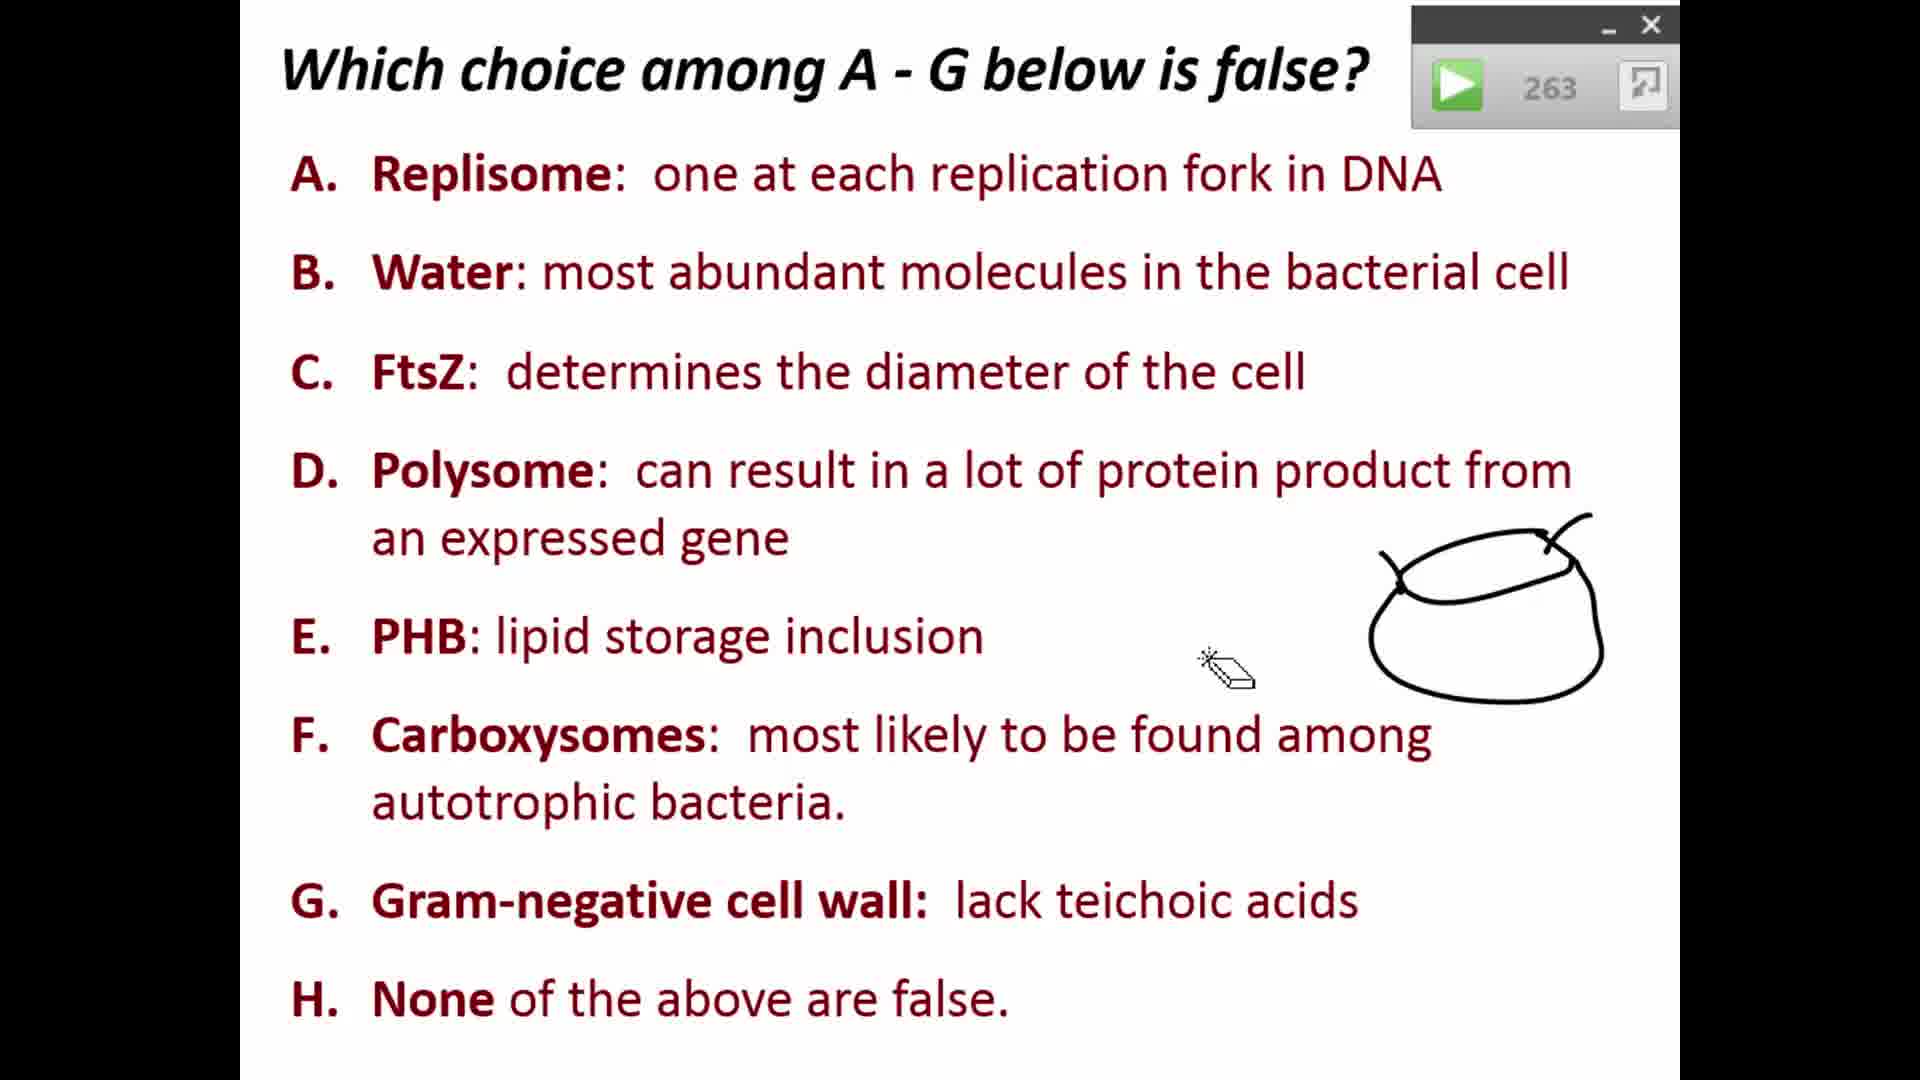 Which choice among A - G below is false?
263
A. Replisome: one at each replication fork in DNA
B. Water: most abundant molecules in the bacterial cell
C. FtsZ: determines the diameter of the cell
D. Polysome: can result in a lot of protein product from
an expressed gene
E. PHB: lipid storage inclusion
F. Carboxysomes: most likely to be found among
autotrophic bacteria.
G. Gram-negative cell wall: lack teichoic acids
H. None of the above are false.